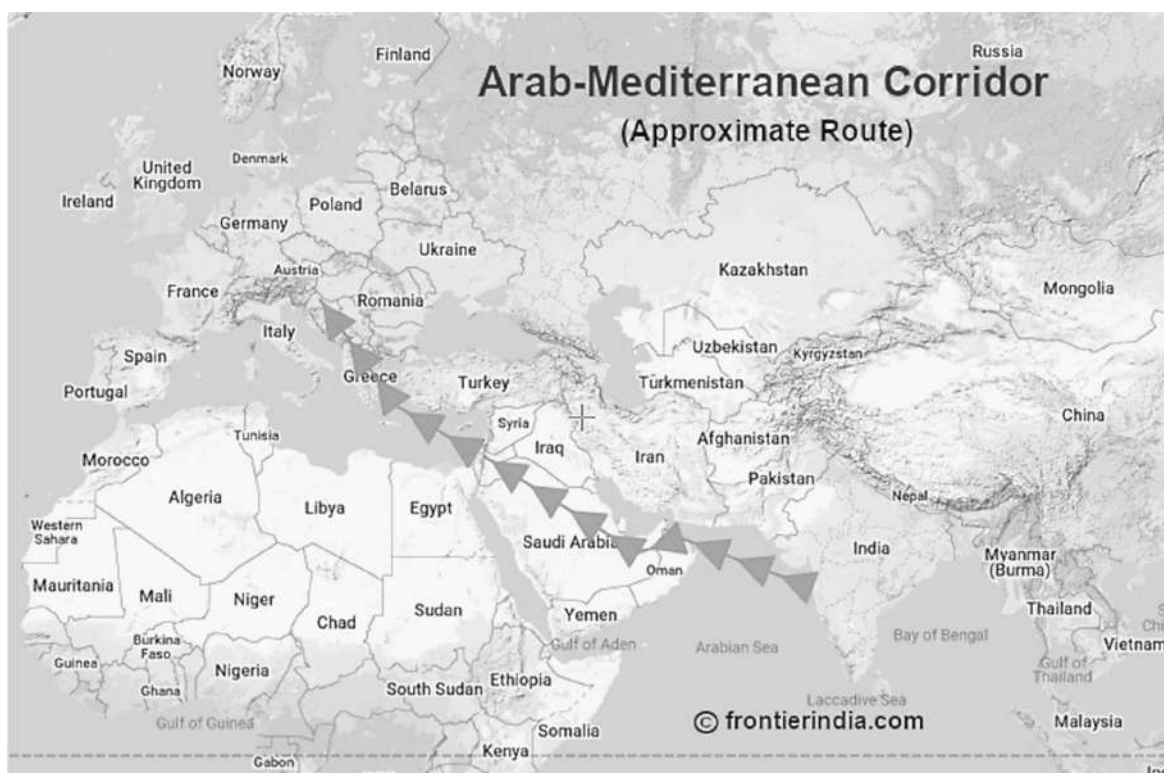 Arab-Mediterranean Corridor
(Approximate Route)
Finland
Russia
Norway
Denmark
United
Kingdom
Ireland
Belarus
Poland
Germany
Ukraine
Austria
Kazakhstan
Mongolia
France
Romania
Italy
Uzbekistan
Kyrgyzstan
Spain
Greece
Turkey
Türkmenistan
Portugal
China
Syria
Tunisia
Iraq
Iran
Afghanistan
Morocco
Pakistan
Nepal
Algeria
Libya
Egypt
Western
Sahara
Saudi Arabia
India
Myanmar
(Burma)
Oman
Mauritania
Mali
Niger
Chad
Sudan
Yemen
Thailand
Burkina
Faso
Gulf of Aden
Arabian Sea
Bay of Bengal
Vietnam
Guinea
Nigeria
Ethiopia
Gulf of
Thailand
Ghana
South Sudan
Laccadive Sea
Gulf of Guinea
© frontierindia.com
Malaysia
Somalia
Kenya
Gabon